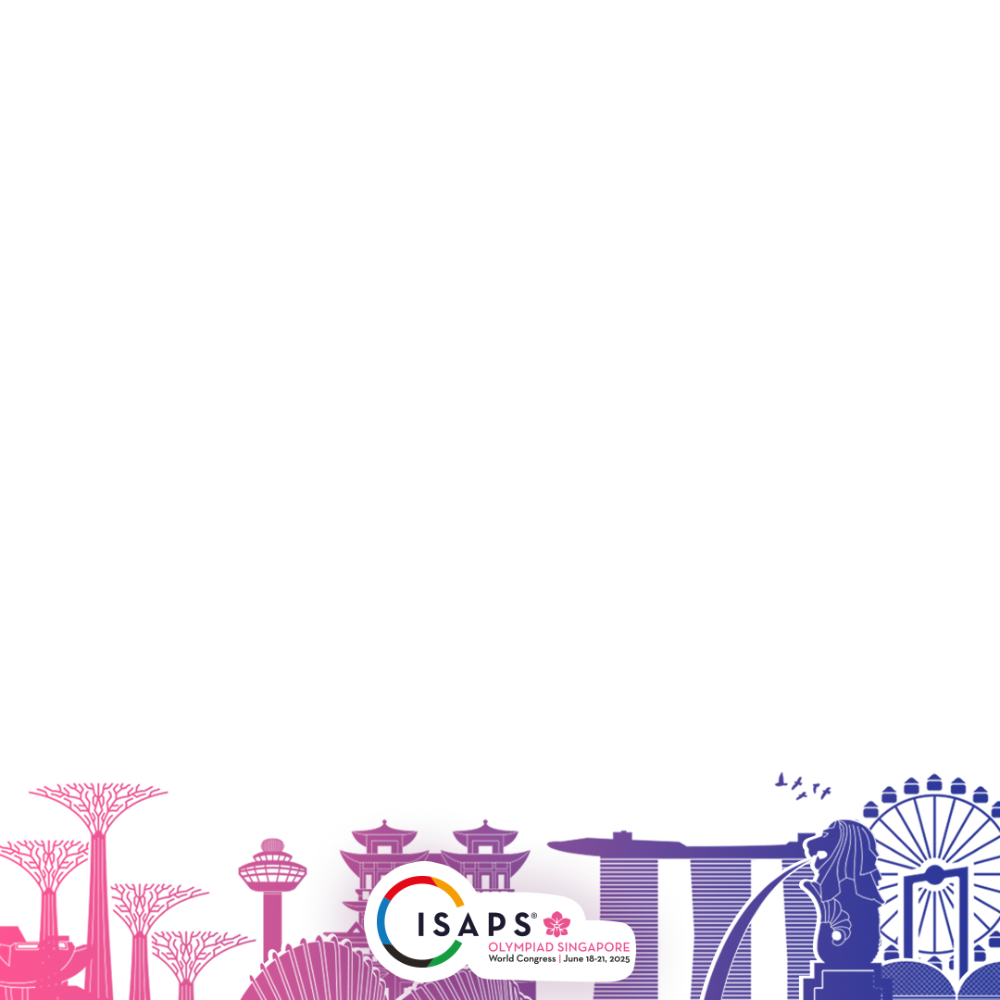 ISAPS®
OLYMPIAD SINGAPORE
World Congress | June 18-21, 2025